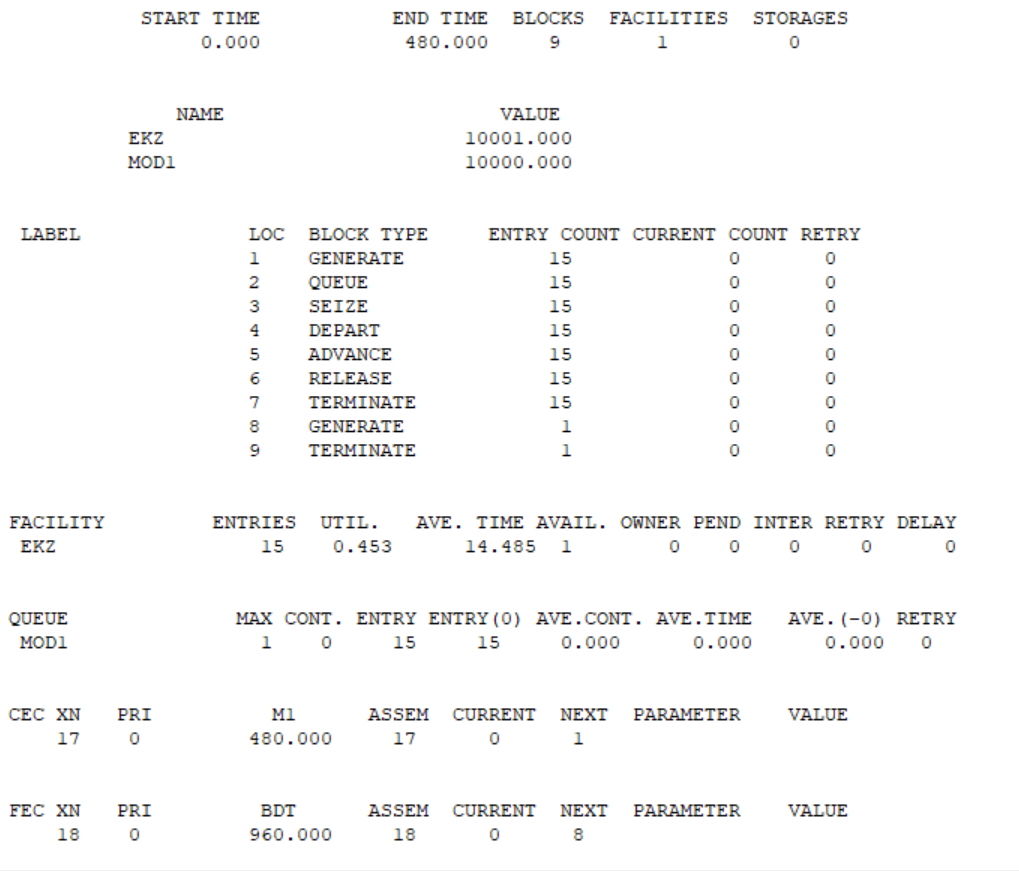 START TIME END TIME BLOCKS FACILITIES STORAGES
0.000 480.000 9 1 0
NAME VALUE
EKZ 10001.000
MOD1 10000.000
LABEL LOC BLOCK TYPE ENTRY COUNT CURRENT COUNT RETRY
1 GENERATE 15 0 0
2 QUEUE 15 0 0
3 SEIZE 15 0 0
4 DEPART 15 0 0
5 ADVANCE 15 0 0
6 RELEASE 15 0 0
7 TERMINATE 15 0 0
8 GENERATE 1 0 0
9 TERMINATE 1 0 0
FACILITY ENTRIES UTIL. AVE. TIME AVAIL. OWNER PEND INTER RETRY DELAY
EKZ 15 0.453 14.485 1 0 0 0 0 0
QUEUE MAX CONT. ENTRY ENTRY(0) AVE.CONT. AVE.TIME AVE.(-0) RETRY
MOD1 1 0 15 15 0.000 0.000 0.000 0
CEC XN PRI M1 ASSEM CURRENT NEXT PARAMETER VALUE
17 0 480.000 17 0 1
FEC XN PRI BDT ASSEM CURRENT NEXT PARAMETER VALUE
18 0 960.000 18 0 8